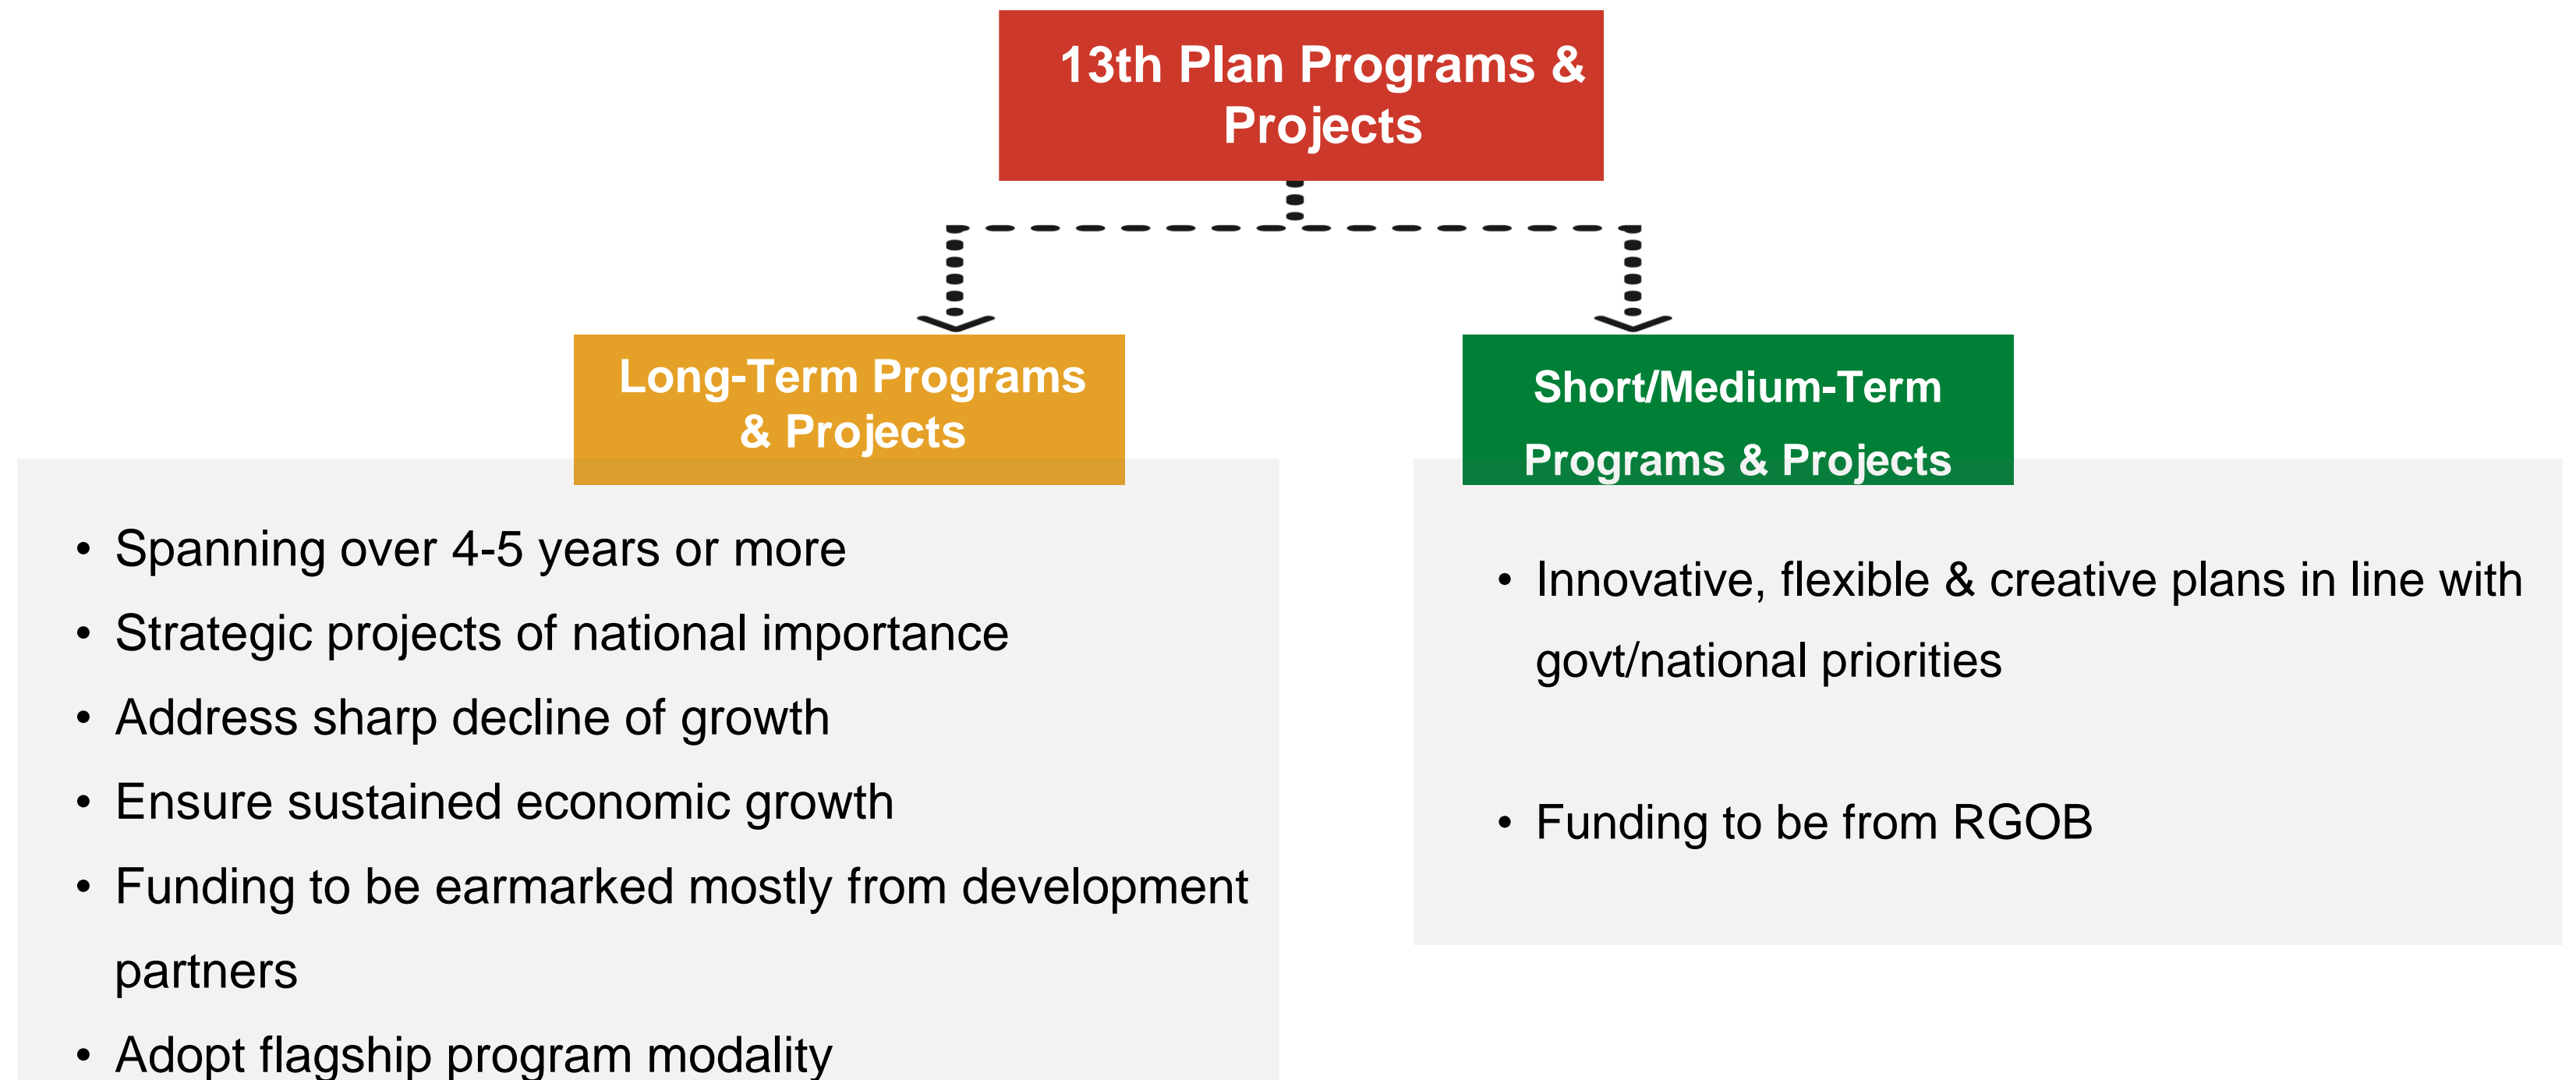 13th Plan Programs &
Projects
Long-Term Programs
& Projects
• Spanning over 4-5 years or more
• Strategic projects of national importance
• Address sharp decline of growth
• Ensure sustained economic growth
• Funding to be earmarked mostly from development
partners
• Adopt flagship program modality
Short/Medium-Term
Programs & Projects
• Innovative, flexible & creative plans in line with
govt/national priorities
• Funding to be from RGOB